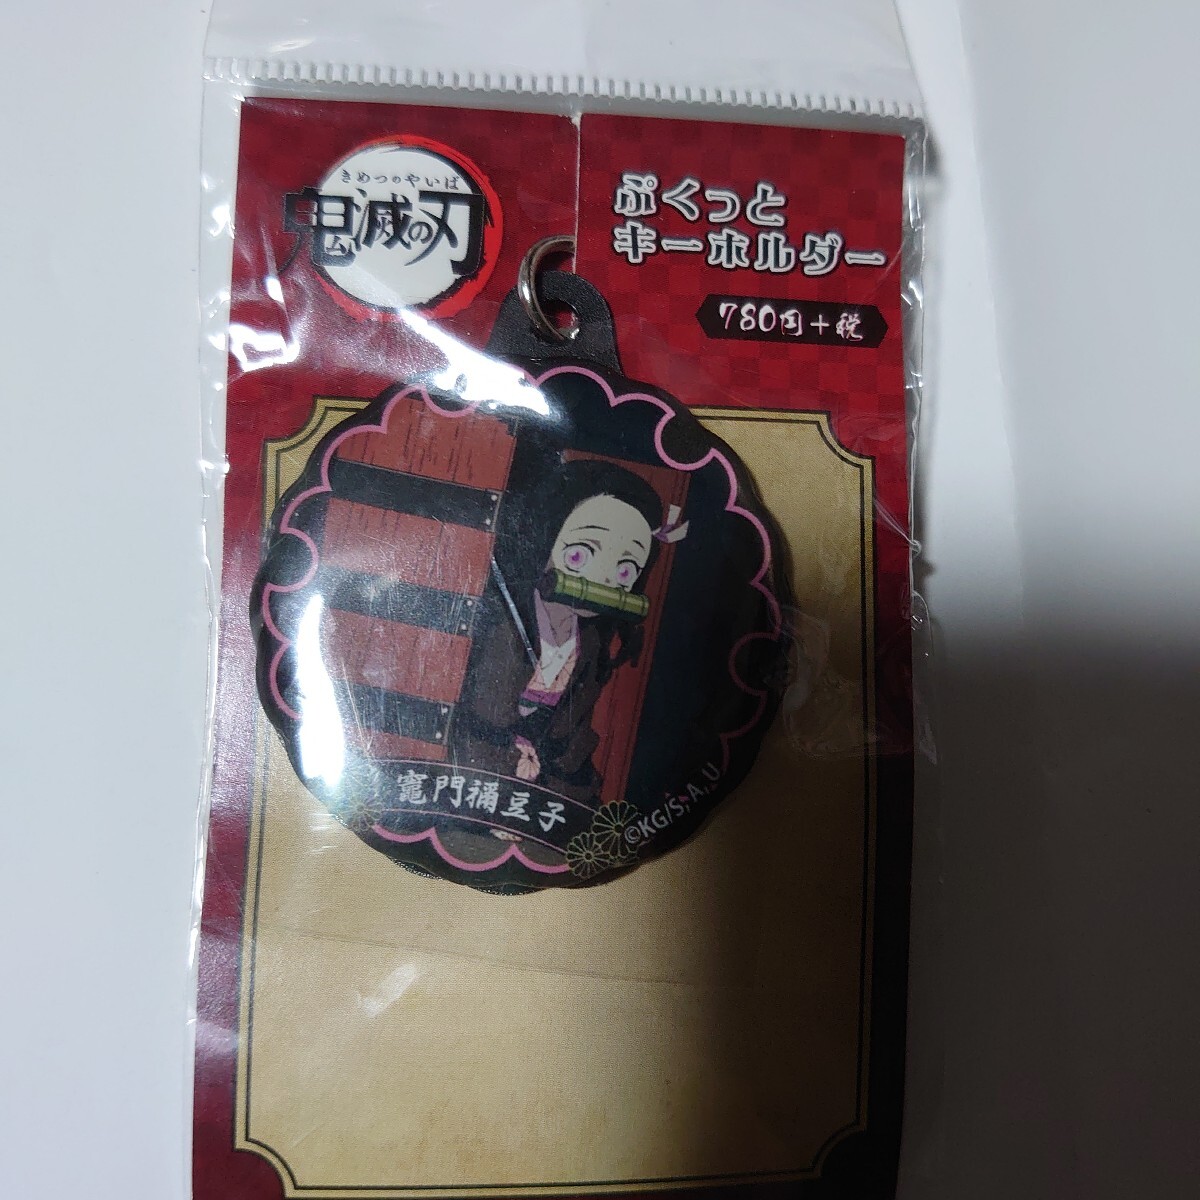 きめつのやいば
鬼滅の刃
ぷくっと
キーホルダー
780円+税
竈門禰豆子
©KG/S,A,U